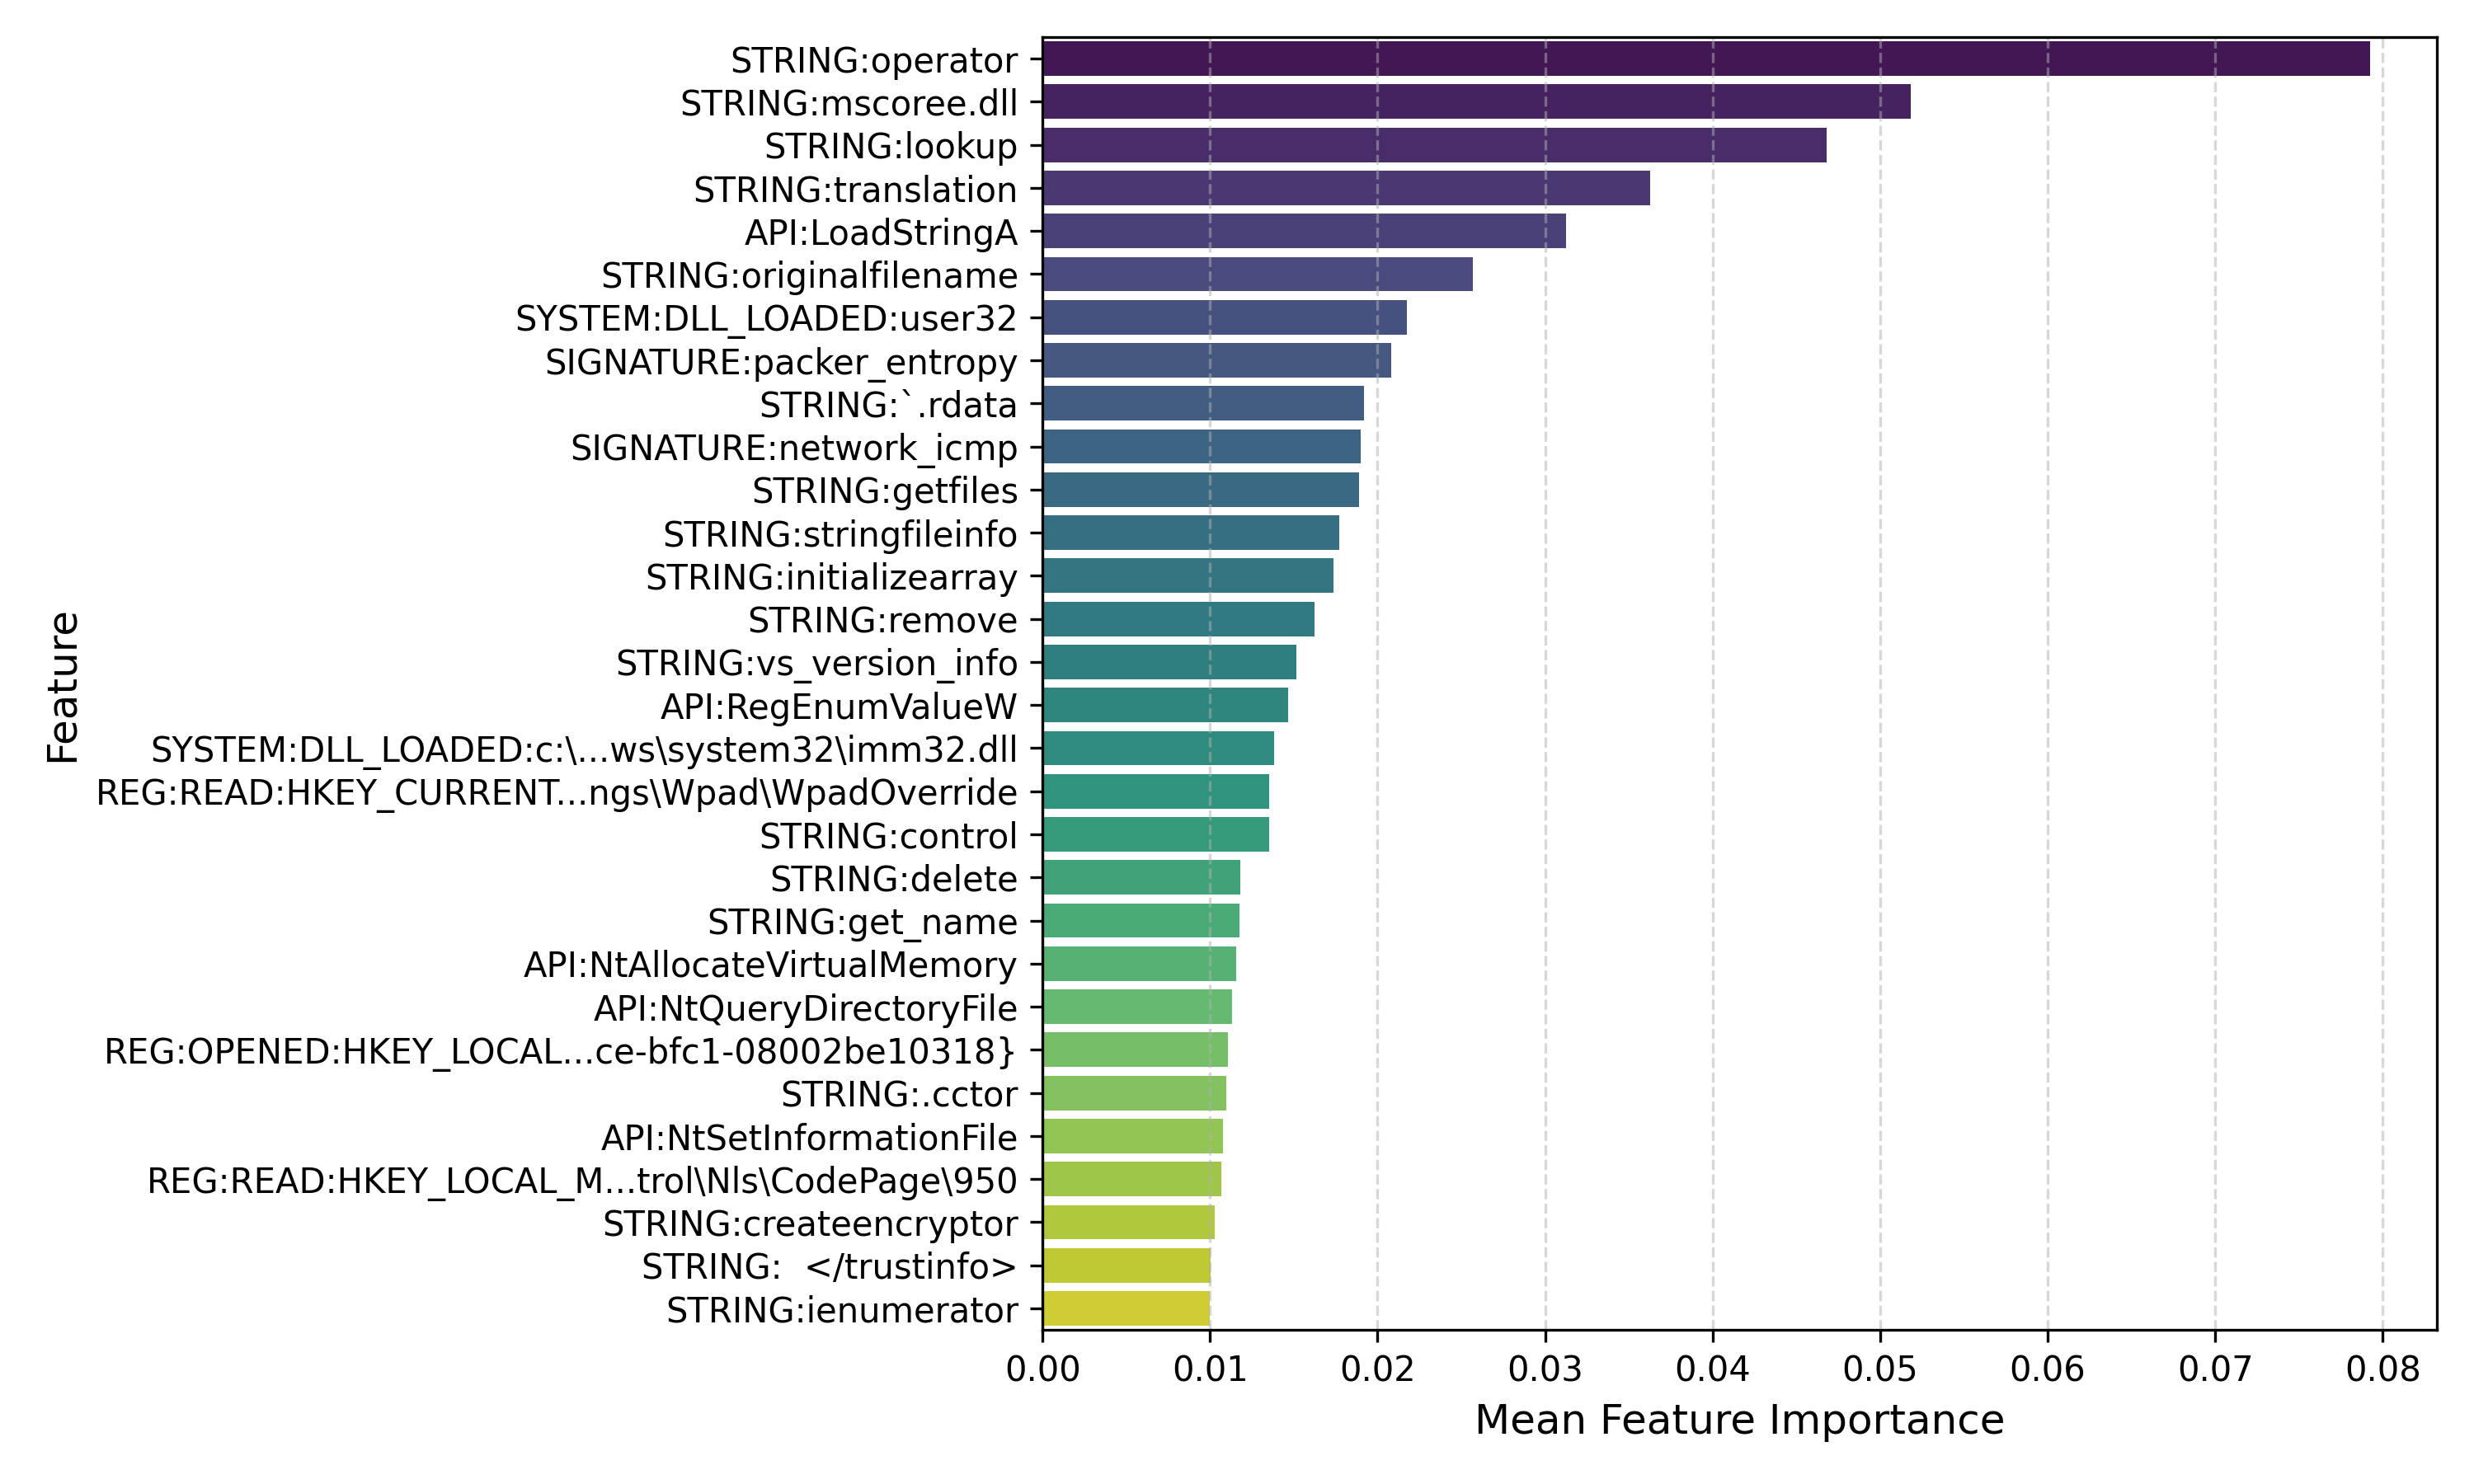 STRING:operator
STRING:mscoree.dll
STRING:lookup
STRING:translation
API:LoadStringA
STRING:originalfilename
SYSTEM:DLL_LOADED:user32
SIGNATURE:packer_entropy
STRING:`.rdata
SIGNATURE:network_icmp
STRING:getfiles
STRING:stringfileinfo
STRING:initializearray
STRING:remove
STRING:vs_version_info
API:RegEnumValueW
SYSTEM:DLL_LOADED:c:\...ws\system32\imm32.dll
REG:READ:HKEY_CURRENT...ngs\Wpad\WpadOverride
STRING:control
STRING:delete
STRING:get_name
API:NtAllocateVirtualMemory
API:NtQueryDirectoryFile
REG:OPENED:HKEY_LOCAL...ce-bfc1-08002be10318}
STRING:.cctor
API:NtSetInformationFile
REG:READ:HKEY_LOCAL_M...trol\Nls\CodePage\950
STRING:createencryptor
STRING:  </trustinfo>
STRING:ienumerator
Feature
0.00 0.01 0.02 0.03 0.04 0.05 0.06 0.07 0.08
Mean Feature Importance